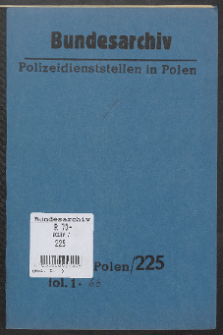 Bundesarchiv
Polizeidienststellen in Polen
Bundesarchiv
R 70-
POLEN /
225
Polen/225
fol. 1-